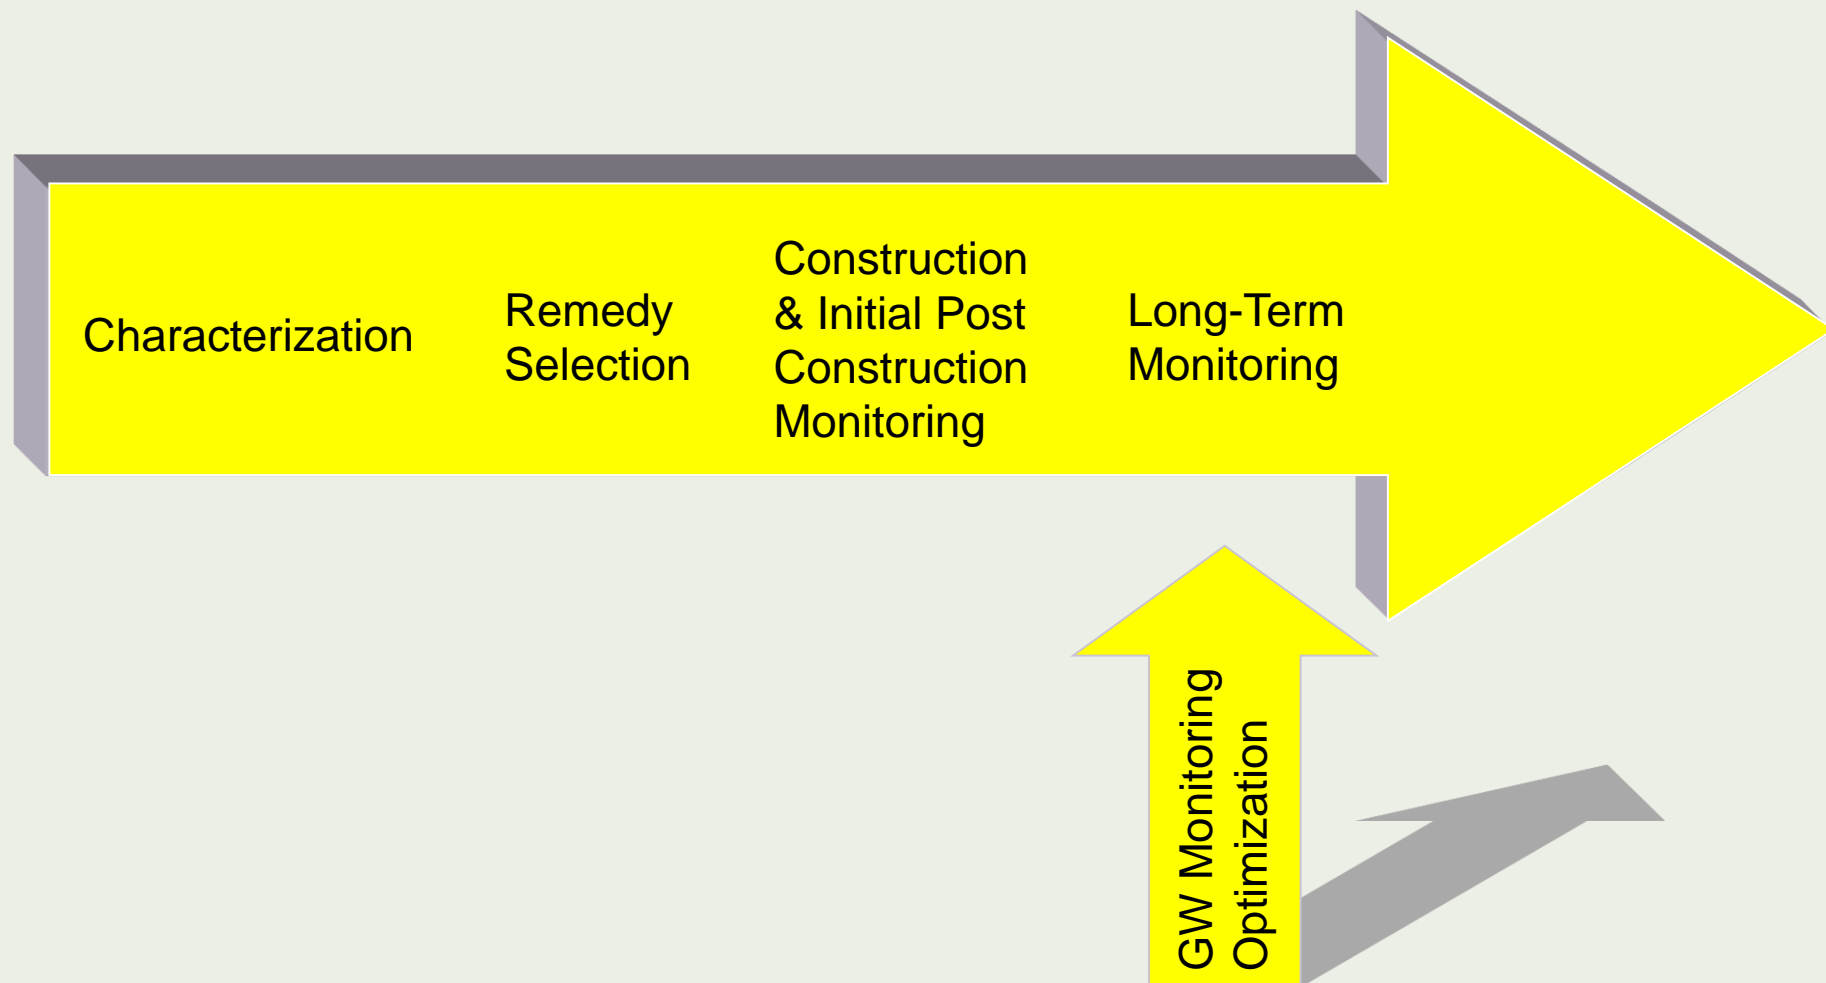 Characterization
Remedy
Selection
Construction
& Initial Post
Construction
Monitoring
Long-Term
Monitoring
GW Monitoring
Optimization